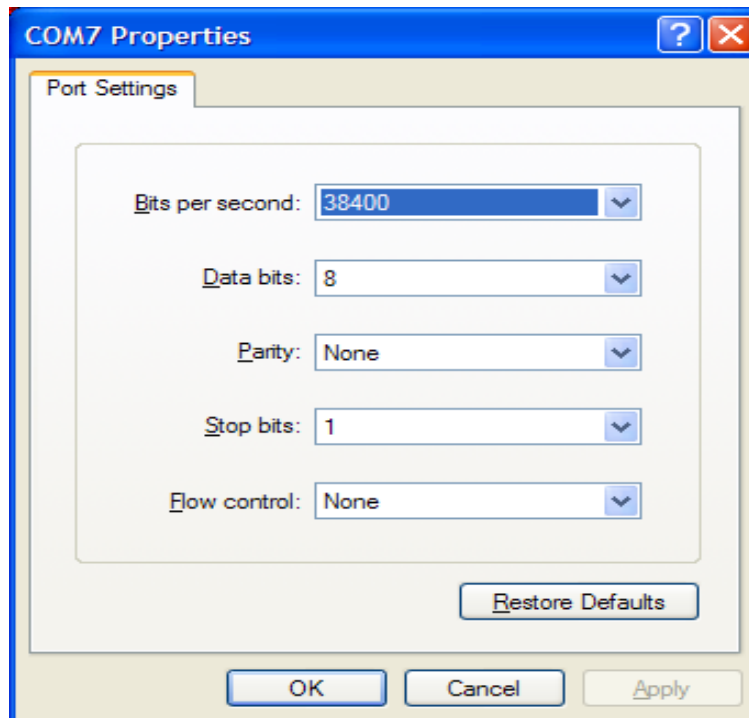 COM7 Properties
?
Port Settings
Bits per second: 38400
Data bits: 8
Parity: None
Stop bits: 1
Flow control: None
Restore Defaults
OK Cancel Apply